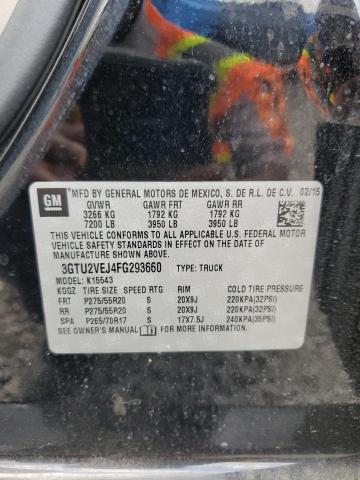 GM
MFD BY GENERAL MOTORS DE MEXICO, S. DE R.L. DE C.V. 02/15
GVWR GAWR FRT GAWR RR
3266 KG 1792 KG 1792 KG
7200 LB 3950 LB 3950 LB
THIS VEHICLE CONFORMS TO ALL APPLICABLE U.S. FEDERAL MOTOR
VEHICLE SAFETY AND THEFT PREVENTION STANDARDS IN EFFECT ON
THE DATE OF MANUFACTURE SHOWN ABOVE.
3GTU2VEJ4FG293660 TYPE: TRUCK
MODEL: K15543
KGGZ TIRE SIZE SPEED RTG RIM COLD TIRE PRESSURE
FRT P275/55R20 S 20X9J 220KPA(32PSI)
RR P275/55R20 S 20X9J 220KPA(32PSI)
SPA P265/70R17 S 17X7.5J 240KPA(35PSI)
SEE OWNER'S MANUAL FOR MORE INFORMATION.